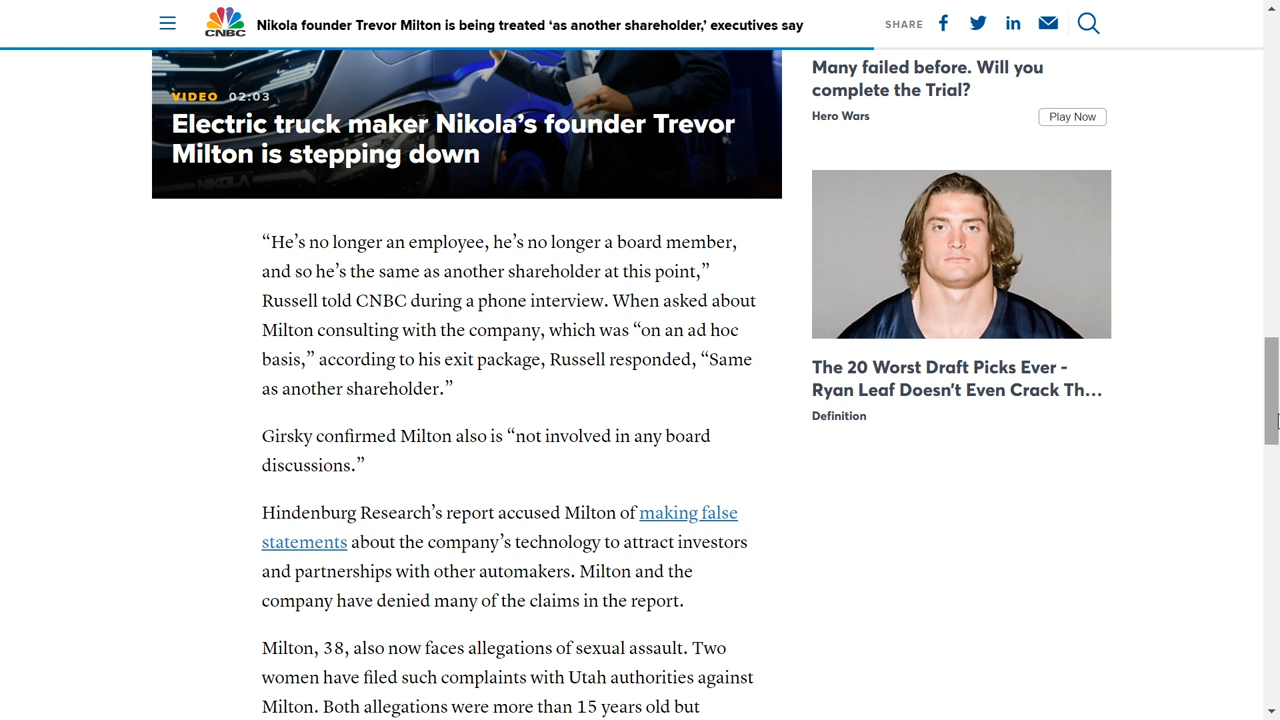 CNBC
Nikola founder Trevor Milton is being treated ‘as another shareholder,’ executives say
SHARE
VIDEO 02:03
Electric truck maker Nikola’s founder Trevor
Milton is stepping down
NIKOLA
“He’s no longer an employee, he’s no longer a board member,
and so he’s the same as another shareholder at this point,”
Russell told CNBC during a phone interview. When asked about
Milton consulting with the company, which was “on an ad hoc
basis,” according to his exit package, Russell responded, “Same
as another shareholder.”
Girsky confirmed Milton also is “not involved in any board
discussions.”
Hindenburg Research’s report accused Milton of making false
statements about the company’s technology to attract investors
and partnerships with other automakers. Milton and the
company have denied many of the claims in the report.
Milton, 38, also now faces allegations of sexual assault. Two
women have filed such complaints with Utah authorities against
Milton. Both allegations were more than 15 years old but
Many failed before. Will you
complete the Trial?
Hero Wars
Play Now
The 20 Worst Draft Picks Ever -
Ryan Leaf Doesn't Even Crack Th…
Definition